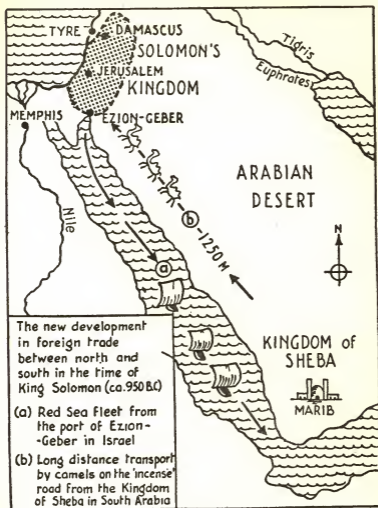 TYRE
DAMASCUS
SOLOMON'S
JERUSALEM
KINGDOM
EZION-GEBER
MEMPHIS
Nile
Tidris
Euphrates
ARABIAN
DESERT
N
b
1250 M
a
KINGDOM of
SHEBA
MARIB
The new development
in foreign trade
between north and
south in the time of
King Solomon (ca.950 B.C)
(a) Red Sea fleet from
the port of Ezion-
-Geber in Israel
(b) Long distance transport
by camels on the 'incense'
road from the Kingdom
of Sheba in South Arabia